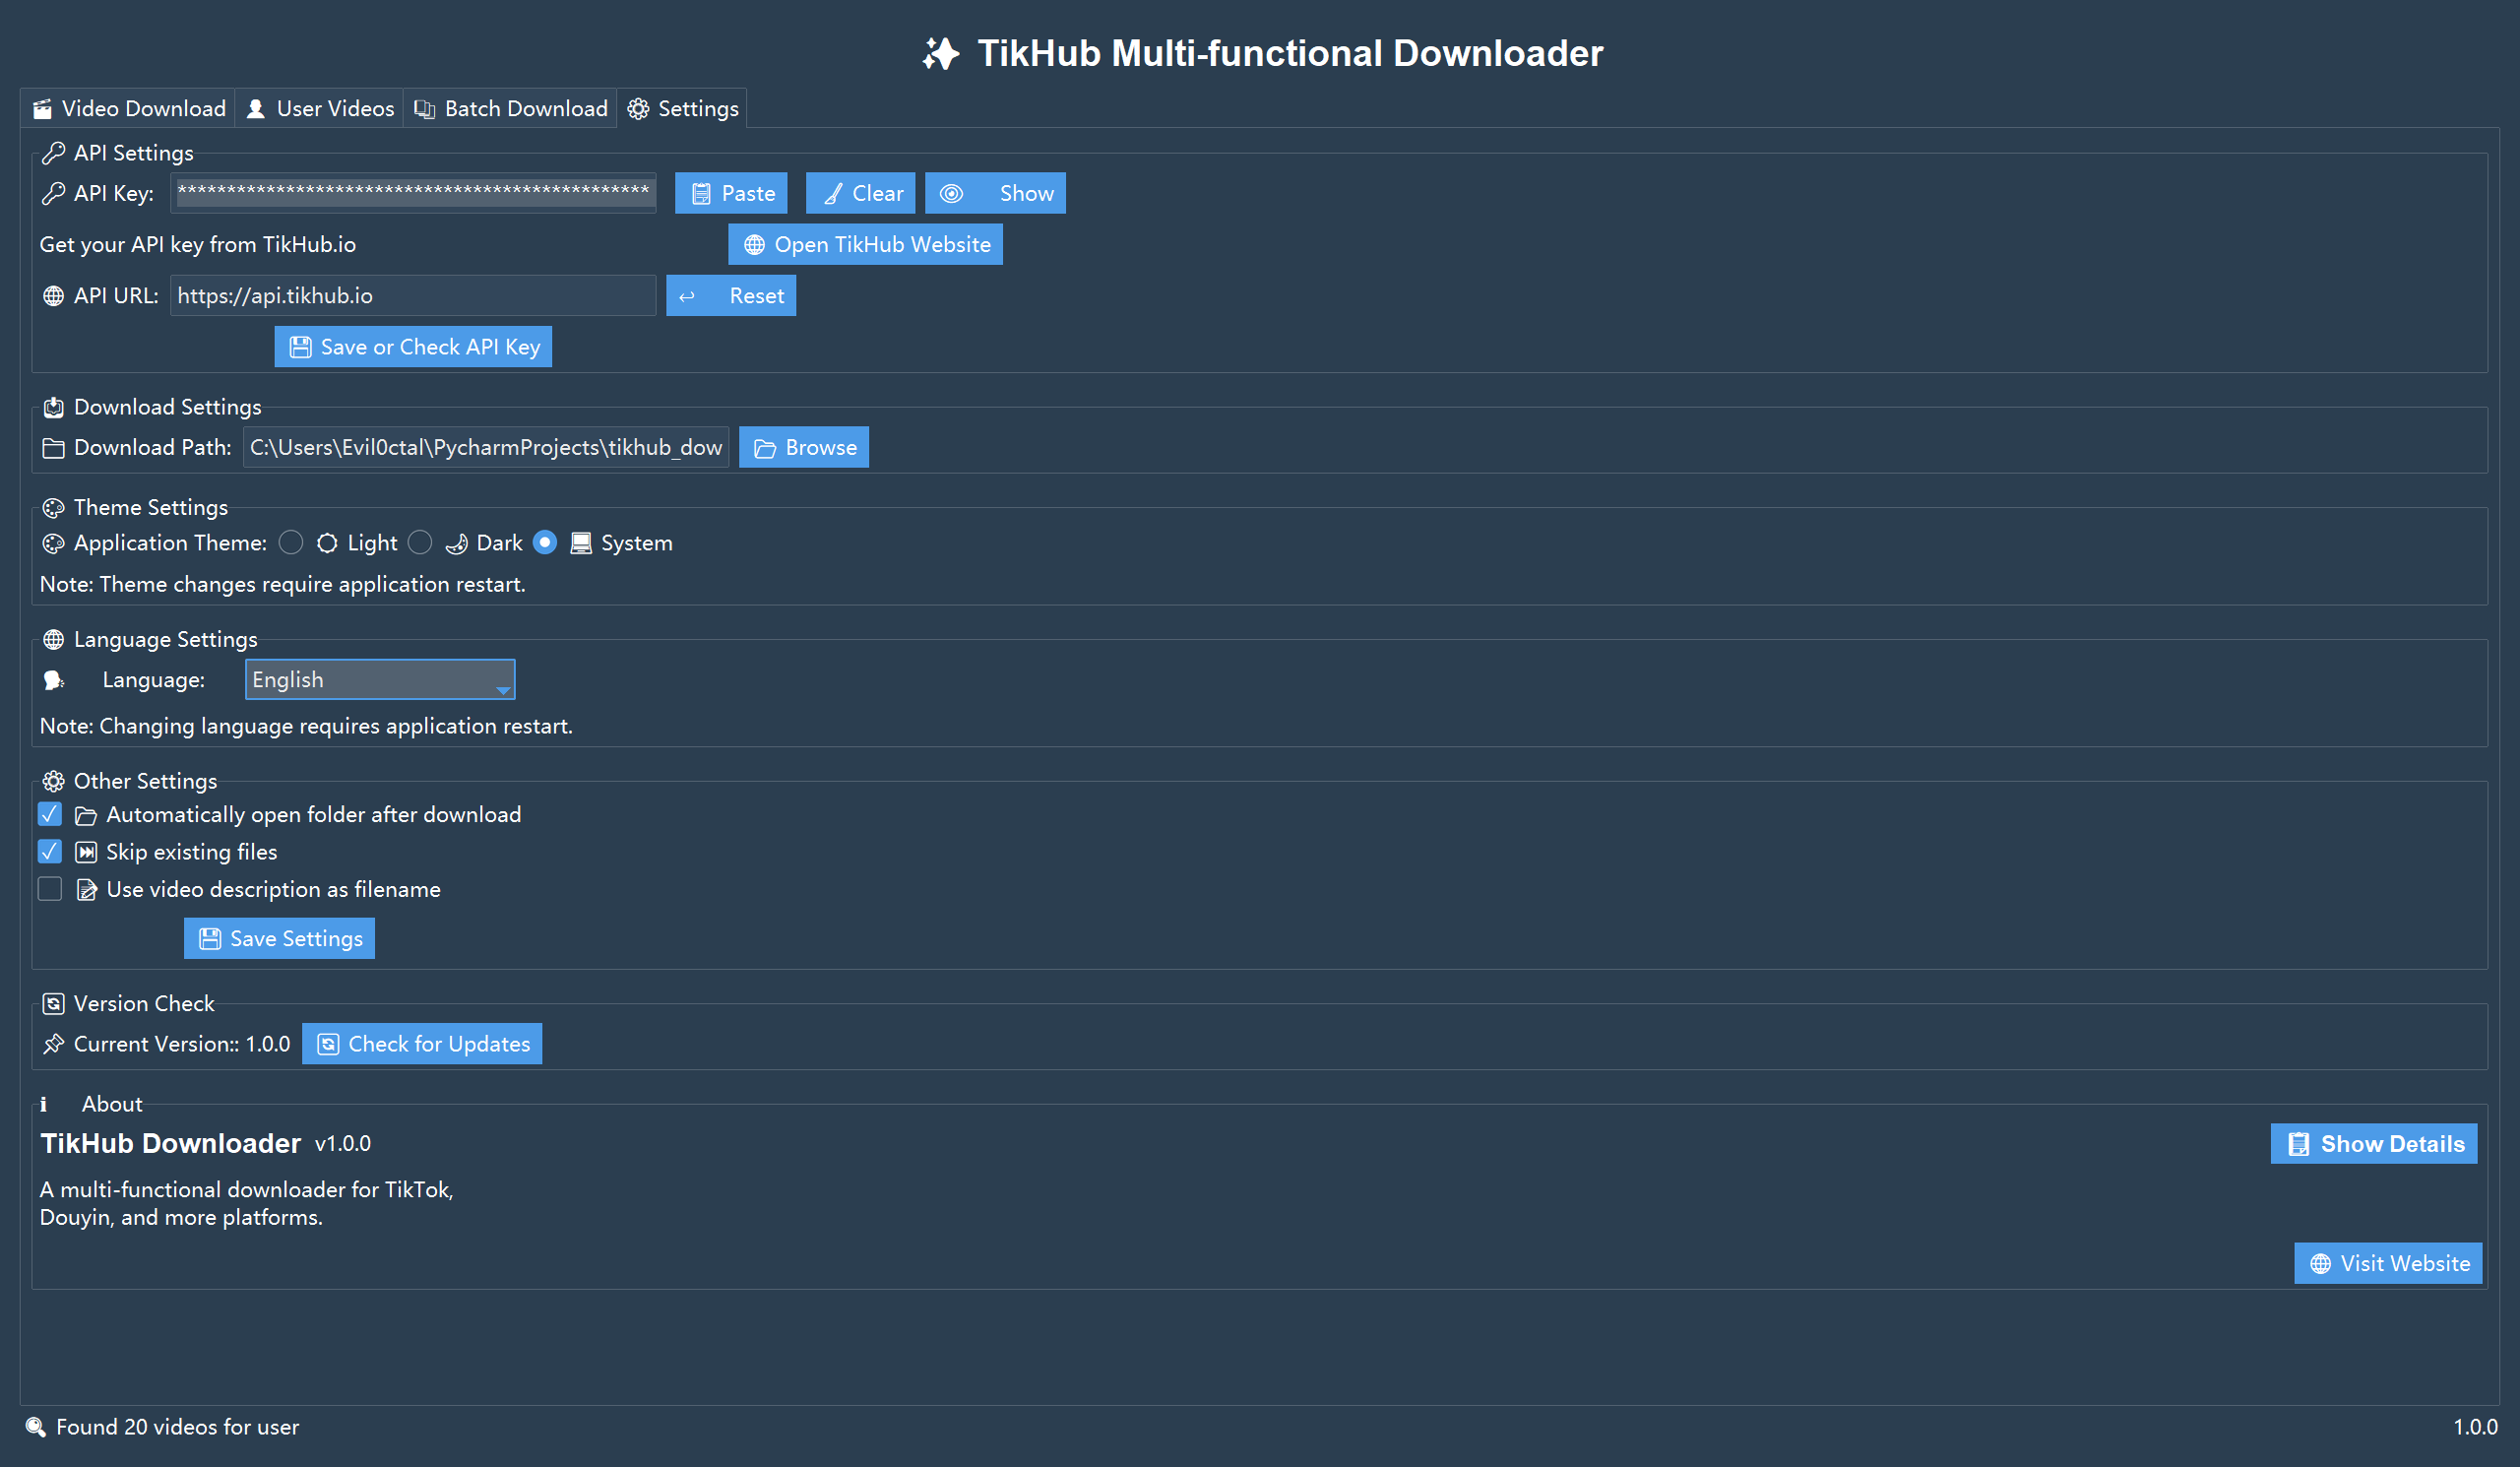 TikHub Multi-functional Downloader
Video Download User Videos Batch Download Settings
API Settings
API Key: ************************************************ Paste Clear Show
Get your API key from TikHub.io Open TikHub Website
API URL: https://api.tikhub.io Reset
Save or Check API Key
Download Settings
Download Path: C:\Users\Evil0ctal\PycharmProjects\tikhub_dow Browse
Theme Settings
Application Theme: Light Dark System
Note: Theme changes require application restart.
Language Settings
Language: English
Note: Changing language requires application restart.
Other Settings
Automatically open folder after download
Skip existing files
Use video description as filename
Save Settings
Version Check
Current Version:: 1.0.0 Check for Updates
About
TikHub Downloader v1.0.0 Show Details
A multi-functional downloader for TikTok,
Douyin, and more platforms.
Visit Website
Found 20 videos for user 1.0.0